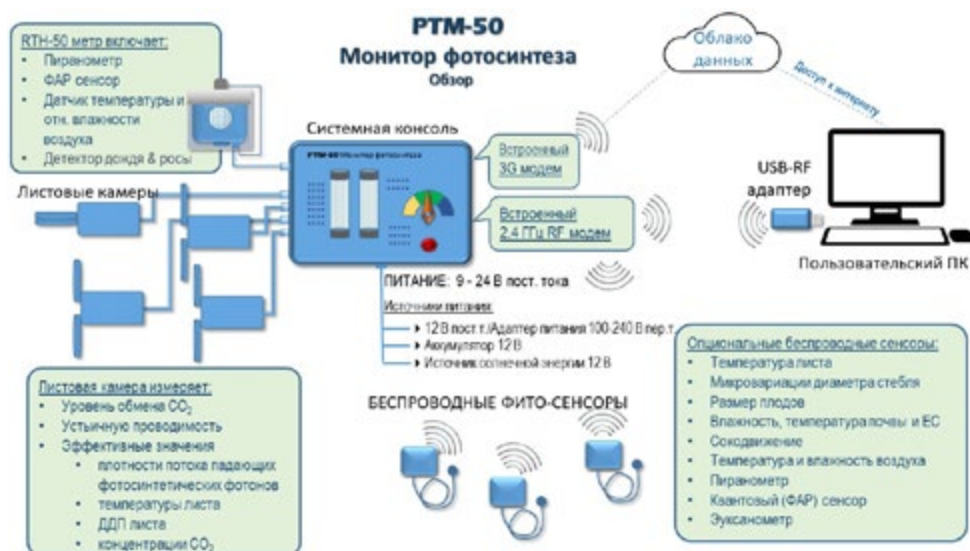 PTM-50
Монитор фотосинтеза
Обзор
RTH-50 метр включает:
• Пиранометр
• ФАР сенсор
• Датчик температуры и
отн. влажности
воздуха
• Детектор дождя & росы
Системная консоль
PTM-50 Монитор фотосинтеза
Встроенный
3G модем
Встроенный
2.4 ГГц RF модем
Облако
данных
Доступ к интернету
USB-RF
адаптер
Пользовательский ПК
Листовые камеры
ПИТАНИЕ: 9 - 24 В пост. тока
Источники питания:
12 В пост.т./Адаптер питания 100-240 В пер.т.
Аккумулятор 12 В
Источник солнечной энергии 12 В
Листовая камера измеряет:
• Уровень обмена CO₂
• Устьичную проводимость
• Эффективные значения
• плотности потока падающих
фотосинтетических фотонов
• температуры листа
• ДДП листа
• концентрации CO₂
БЕСПРОВОДНЫЕ ФИТО-СЕНСОРЫ
Опциональные беспроводные сенсоры:
• Температура листа
• Микровариации диаметра стебля
• Размер плодов
• Влажность, температура почвы и EC
• Сокодвижение
• Температура и влажность воздуха
• Пиранометр
• Квантовый (ФАР) сенсор
• Эуксанометр